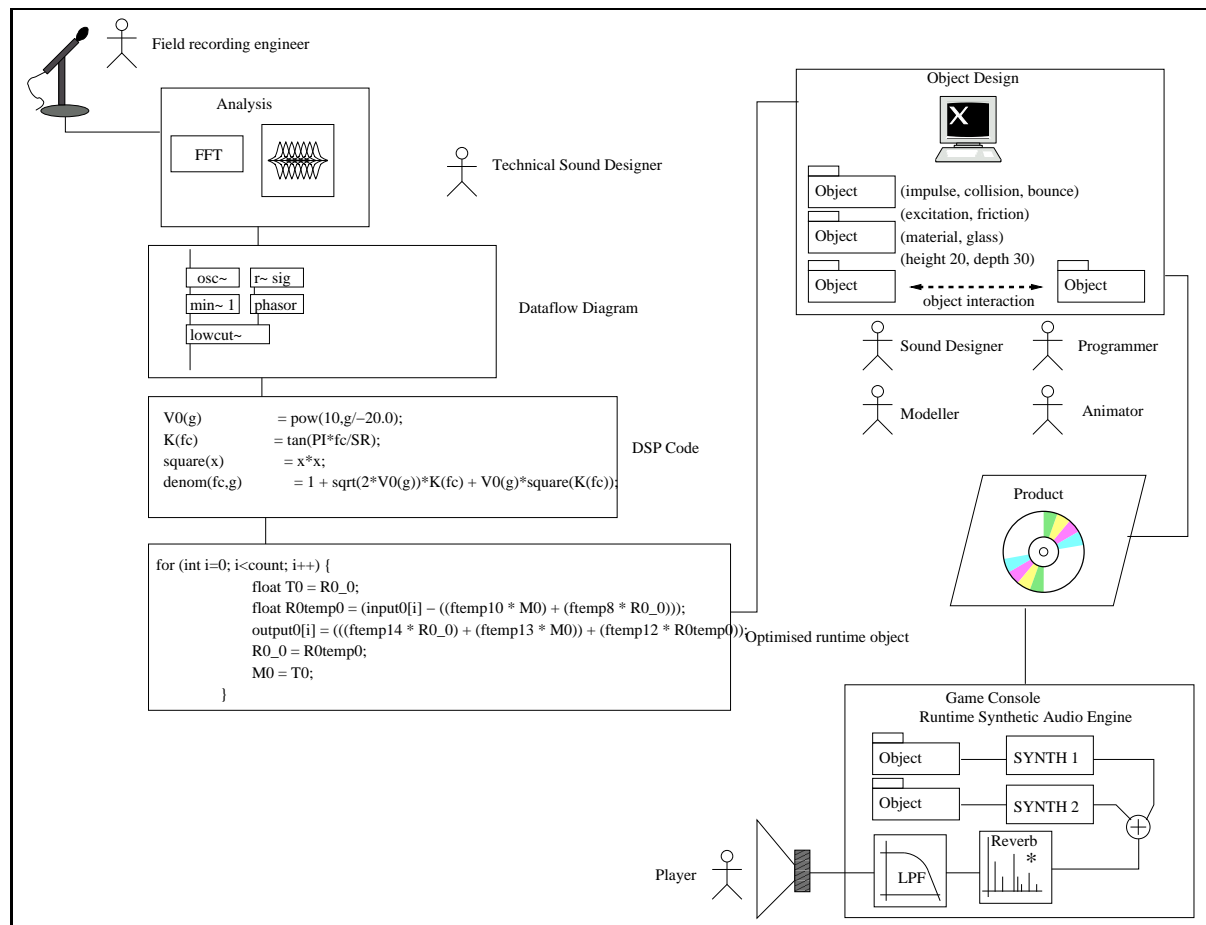 Field recording engineer
Analysis
FFT
Technical Sound Designer
osc~ r~ sig
min~ 1 phasor
lowcut~
Dataflow Diagram
V0(g) = pow(10,g/−20.0);
K(fc) = tan(PI*fc/SR);
square(x) = x*x;
denom(fc,g) = 1 + sqrt(2*V0(g))*K(fc) + V0(g)*square(K(fc));
DSP Code
for (int i=0; i<count; i++) {
float T0 = R0_0;
float R0temp0 = (input0[i] − ((ftemp10 * M0) + (ftemp8 * R0_0)));
output0[i] = (((ftemp14 * R0_0) + (ftemp13 * M0)) + (ftemp12 * R0temp0));
R0_0 = R0temp0;
M0 = T0;
}
Optimised runtime object
Object Design
X
Object (impulse, collision, bounce)
(excitation, friction)
Object (material, glass)
(height 20, depth 30)
Object Object
object interaction
Sound Designer Programmer
Modeller Animator
Product
Game Console
Runtime Synthetic Audio Engine
Object SYNTH 1
Object SYNTH 2
+
Reverb
*
LPF
Player